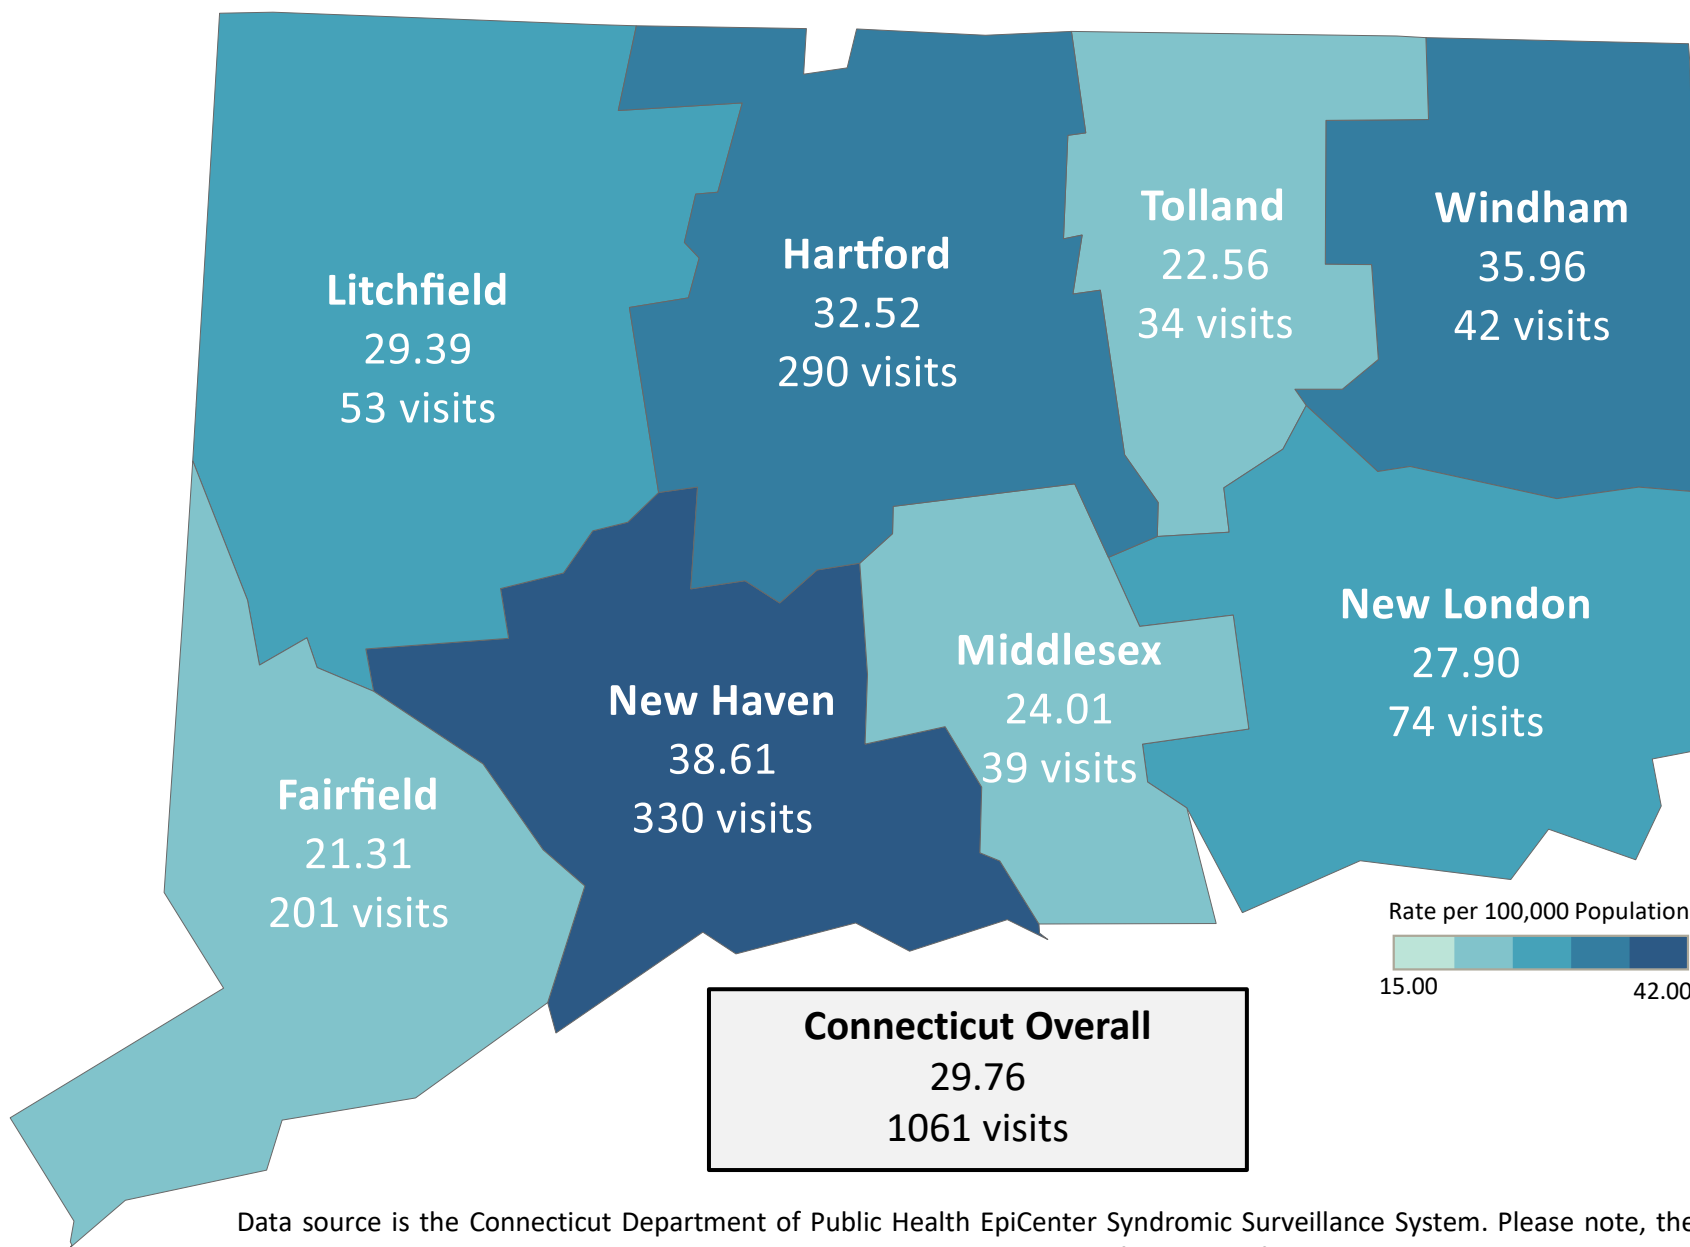 Litchfield
29.39
53 visits
Hartford
32.52
290 visits
Tolland
22.56
34 visits
Windham
35.96
42 visits
New London
27.90
74 visits
Middlesex
24.01
39 visits
New Haven
38.61
330 visits
Fairfield
21.31
201 visits
Rate per 100,000 Population
15.00
42.00
Connecticut Overall
29.76
1061 visits
Data source is the Connecticut Department of Public Health EpiCenter Syndromic Surveillance System. Please note, the